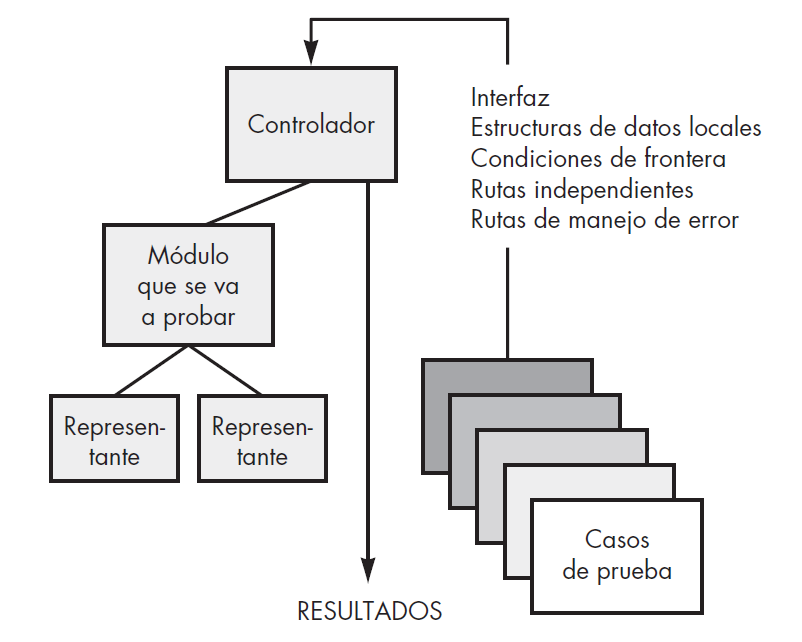 Controlador
Interfaz
Estructuras de datos locales
Condiciones de frontera
Rutas independientes
Rutas de manejo de error
Módulo
que se va
a probar
Represen-
tante
Represen-
tante
Casos
de prueba
RESULTADOS